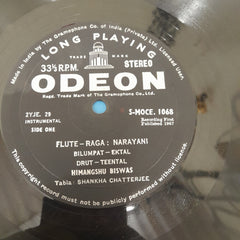 Made in India by The Gramophone Co. of India (Private) Ltd. Licensed User.
LONG PLAYING
33⅓ R.P.M. TRADE MARK STEREO
ODEON
Regd. Trade Mark of The Gramophone Co. Ltd.
2YJE. 29 S-MOCE. 1068
INSTRUMENTAL Recording First
SIDE ONE Published 1967
FLUTE – RAGA : NARAYANI
BILUMPAT – EKTAL
DRUT – TEENTAL
HIMANGSHU BISWAS
Tabla : SHANKHA CHATTERJEE
This copyright record must not be publicly performed without licence.